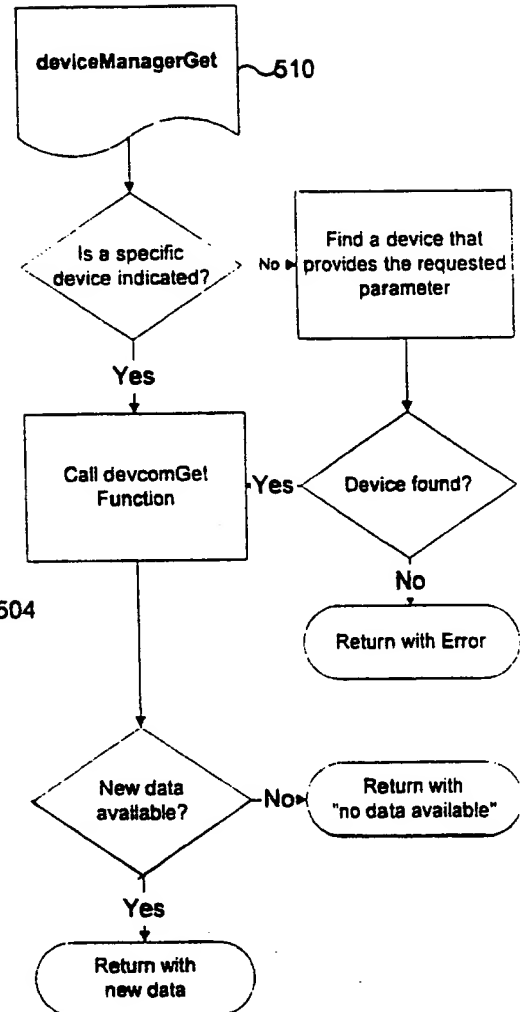 deviceManagerGet
510
Is a specific
device indicated?
No
Find a device that
provides the requested
parameter
Yes
Call devcomGet
Function
Yes
Device found?
No
504
Return with Error
New data
available?
No
Return with
"no data available"
Yes
Return with
new data